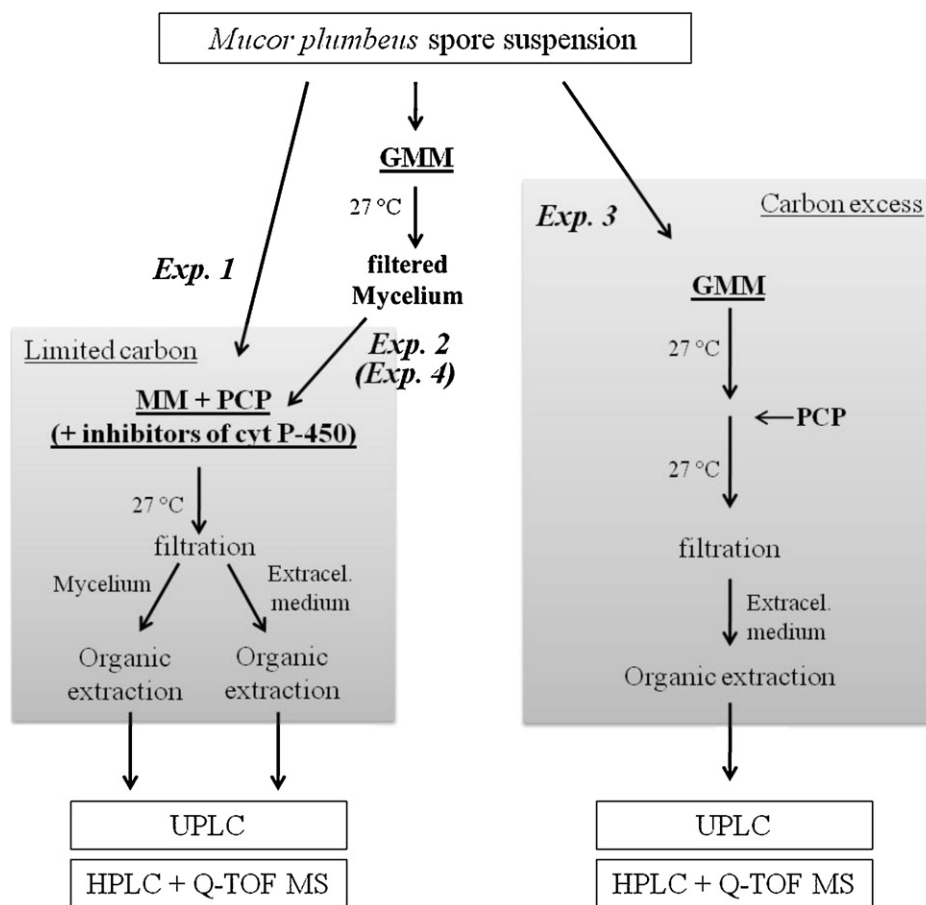 Mucor plumbeus spore suspension
GMM
27 °C
filtered
Mycelium
Exp. 1
Exp. 2
(Exp. 4)
Limited carbon
MM + PCP
(+ inhibitors of cyt P-450)
27 °C
filtration
Mycelium
Extracel.
medium
Organic
extraction
Organic
extraction
UPLC
HPLC + Q-TOF MS
Exp. 3
Carbon excess
GMM
27 °C
PCP
27 °C
filtration
Extracel.
medium
Organic extraction
UPLC
HPLC + Q-TOF MS